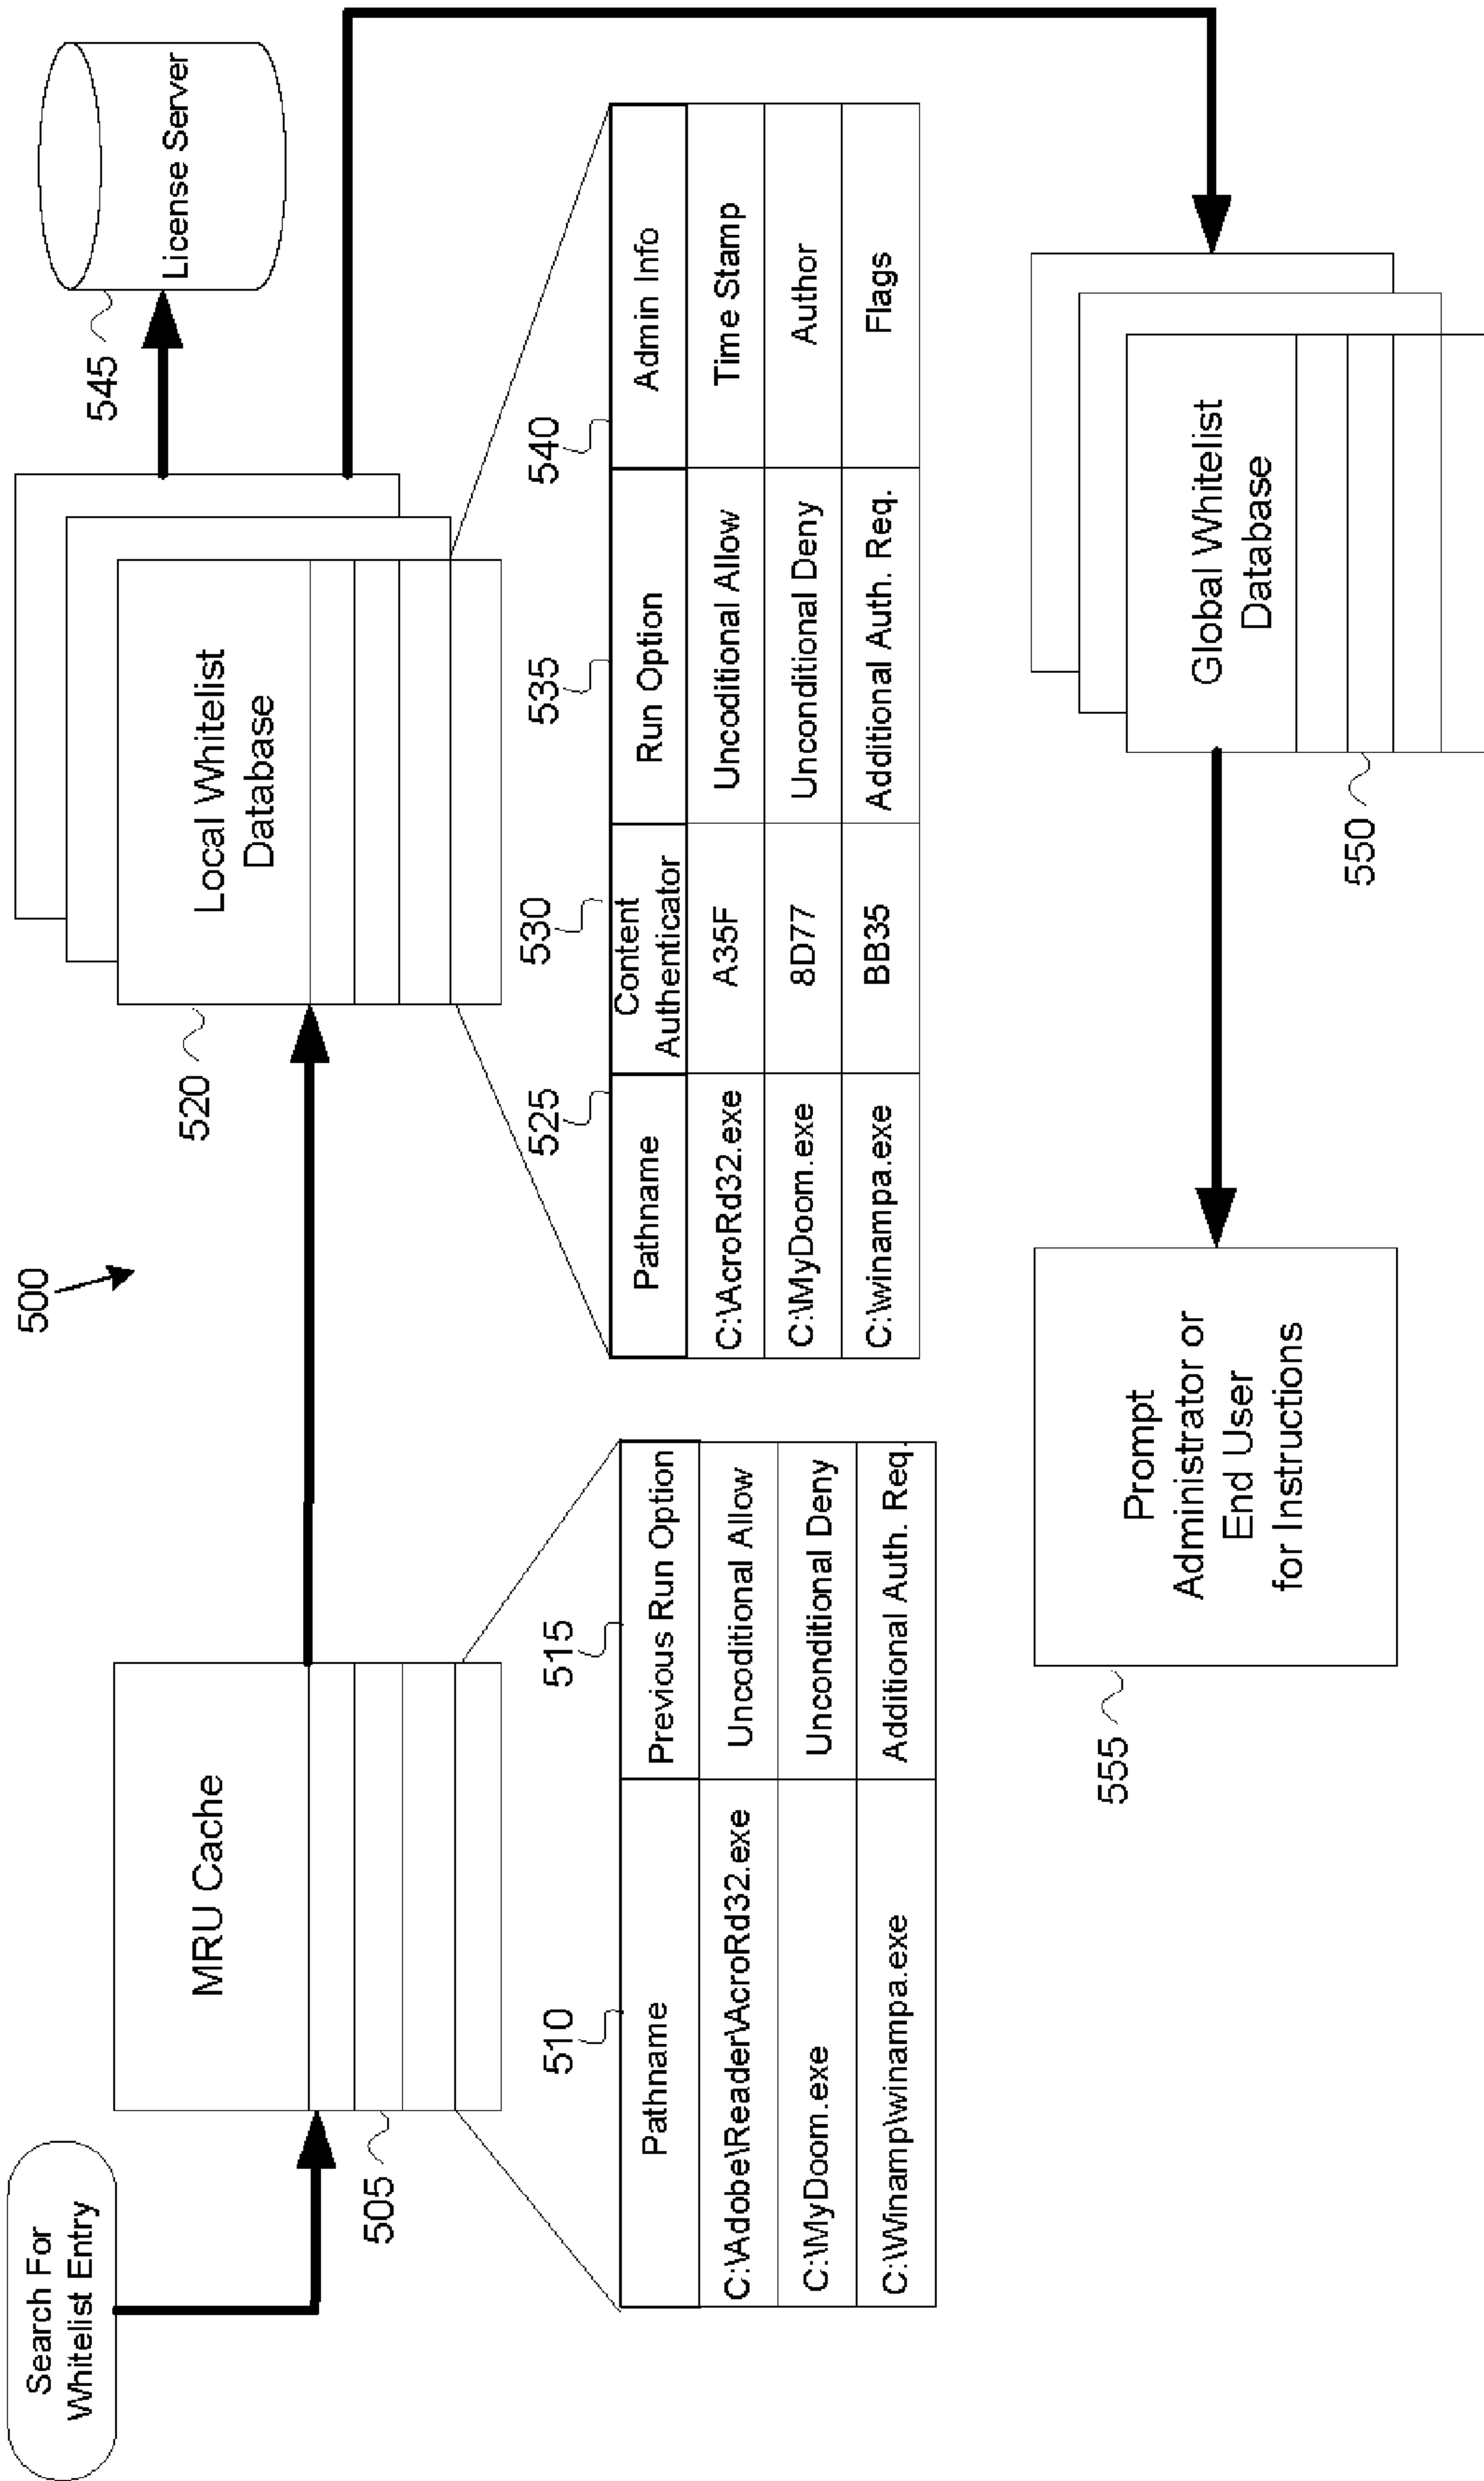 Search For
Whitelist Entry
500
MRU Cache
505
Local Whitelist
Database
520
License Server
545
510
515
Pathname
Previous Run Option
C:\Adobe\Reader\AcroRd32.exe
Uncoditional Allow
C:\MyDoom.exe
Unconditional Deny
C:\Winamp\winampa.exe
Additional Auth. Req.
525
530
535
540
Pathname
Content
Authenticator
Run Option
Admin Info
C:\AcroRd32.exe
A35F
Uncoditional Allow
Time Stamp
C:\MyDoom.exe
8D77
Unconditional Deny
Author
C:\winampa.exe
BB35
Additional Auth. Req.
Flags
Prompt
Administrator or
End User
for Instructions
555
Global Whitelist
Database
550